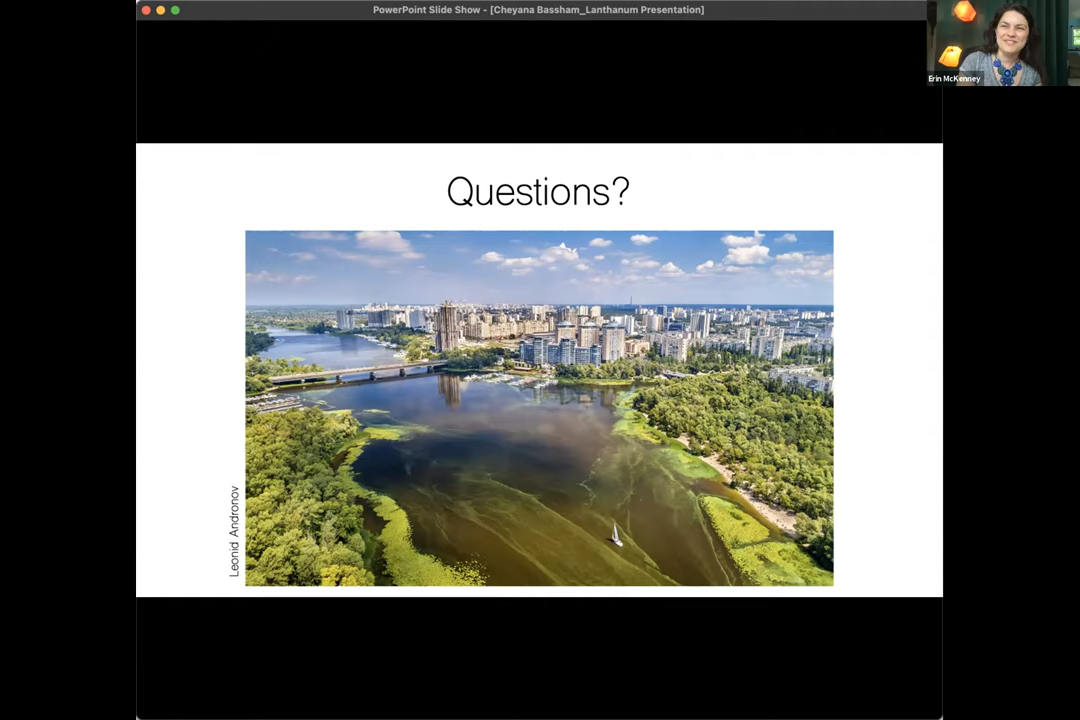 PowerPoint Slide Show - [Cheyana Bassham_Lanthanum Presentation]
Erin McKenney
Questions?
Leonid Andronov